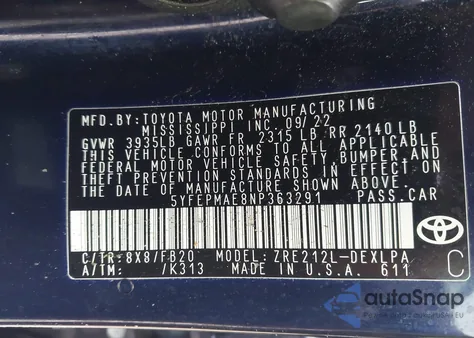 MFD.BY:TOYOTA MOTOR MANUFACTURING
MISSISSIPPI INC. 09/22
GVWR 3935LB GAWR FR 2315 LB RR 2140LB
THIS VEHICLE CONFORMS TO ALL APPLICABLE
FEDERAL MOTOR VEHICLE SAFETY, BUMPER, AND
THEFT PREVENTION STANDARDS IN EFFECT ON
THE DATE OF MANUFACTURE SHOWN ABOVE.
5YFEPMAE8NP363291 PASS.CAR
C/TR:8X8/FB20 MODEL:ZRE212L-DEXLPA
A/TM: /K313 MADE IN U.S.A. 611
C
autoSnap